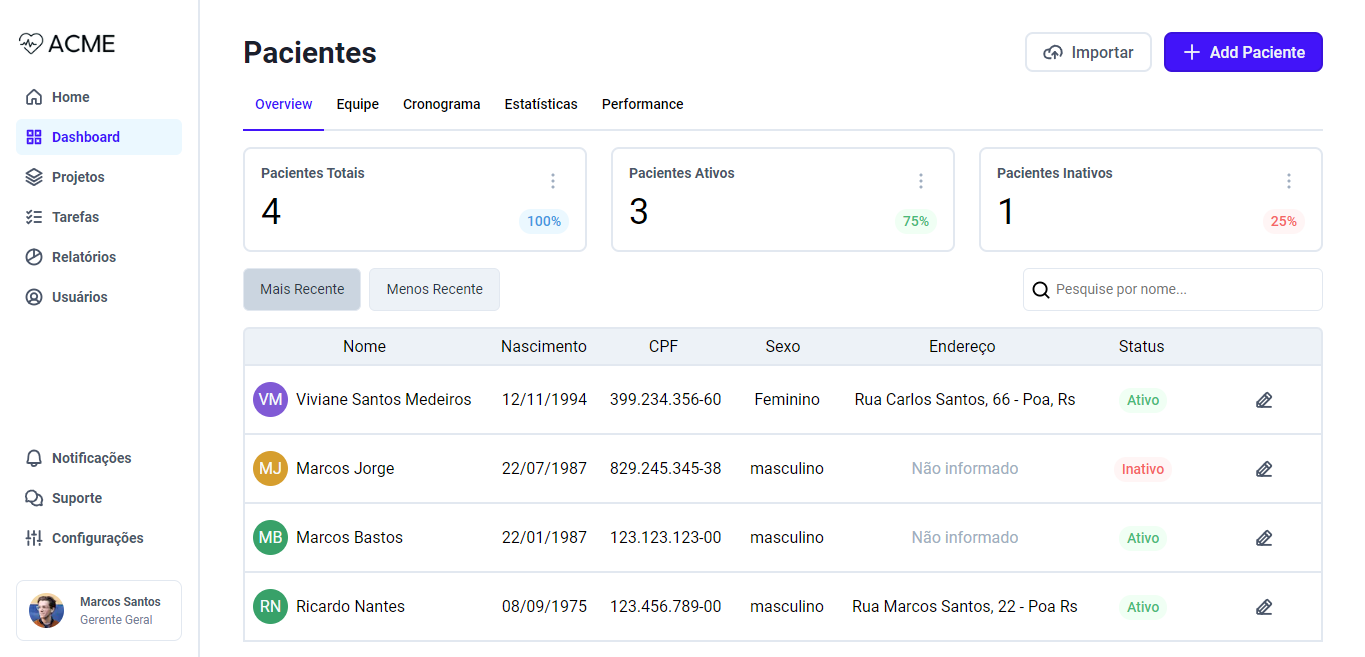 ACME
Home
Dashboard
Projetos
Tarefas
Relatórios
Usuários
Notificações
Suporte
Configurações
Marcos Santos
Gerente Geral
Pacientes
Importar
Add Paciente
Overview Equipe Cronograma Estatísticas Performance
Pacientes Totais
4
100%
Pacientes Ativos
3
75%
Pacientes Inativos
1
25%
Mais Recente Menos Recente
Pesquise por nome...
Nome Nascimento CPF Sexo Endereço Status
VM Viviane Santos Medeiros 12/11/1994 399.234.356-60 Feminino Rua Carlos Santos, 66 - Poa, Rs Ativo
MJ Marcos Jorge 22/07/1987 829.245.345-38 masculino Não informado Inativo
MB Marcos Bastos 22/01/1987 123.123.123-00 masculino Não informado Ativo
RN Ricardo Nantes 08/09/1975 123.456.789-00 masculino Rua Marcos Santos, 22 - Poa Rs Ativo